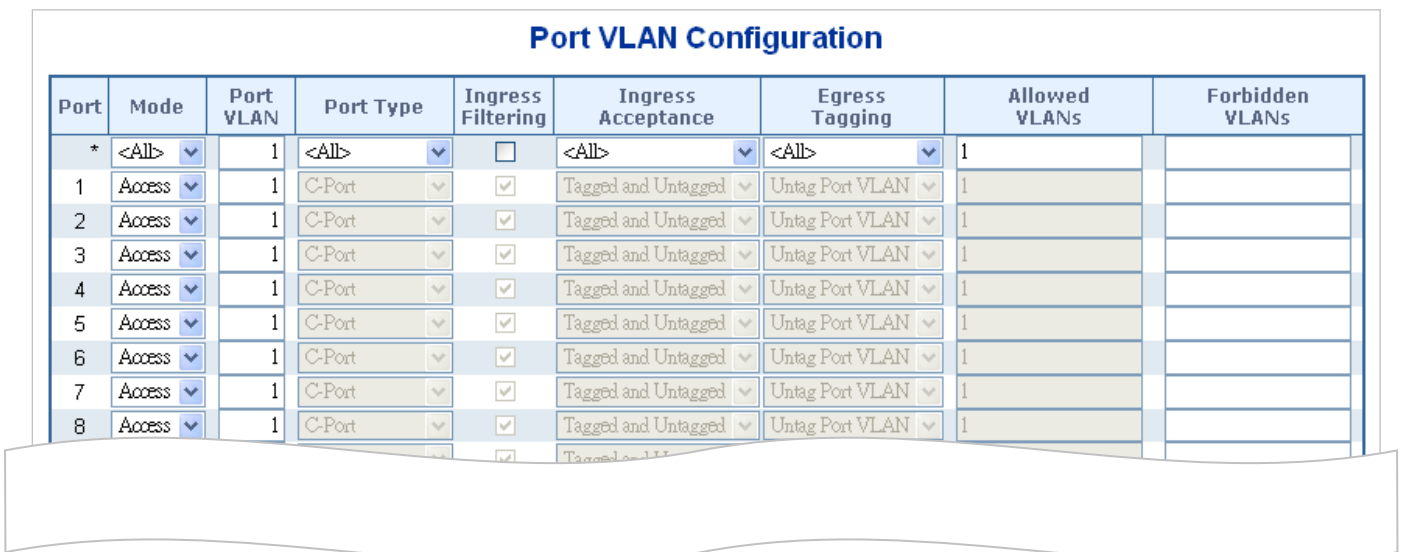 Port VLAN Configuration
Port Mode Port VLAN Port Type Ingress Filtering Ingress Acceptance Egress Tagging Allowed VLANs Forbidden VLANs
* <All> 1 <All> <All> <All> 1
1 Access 1 C-Port Tagged and Untagged Untag Port VLAN 1
2 Access 1 C-Port Tagged and Untagged Untag Port VLAN 1
3 Access 1 C-Port Tagged and Untagged Untag Port VLAN 1
4 Access 1 C-Port Tagged and Untagged Untag Port VLAN 1
5 Access 1 C-Port Tagged and Untagged Untag Port VLAN 1
6 Access 1 C-Port Tagged and Untagged Untag Port VLAN 1
7 Access 1 C-Port Tagged and Untagged Untag Port VLAN 1
8 Access 1 C-Port Tagged and Untagged Untag Port VLAN 1